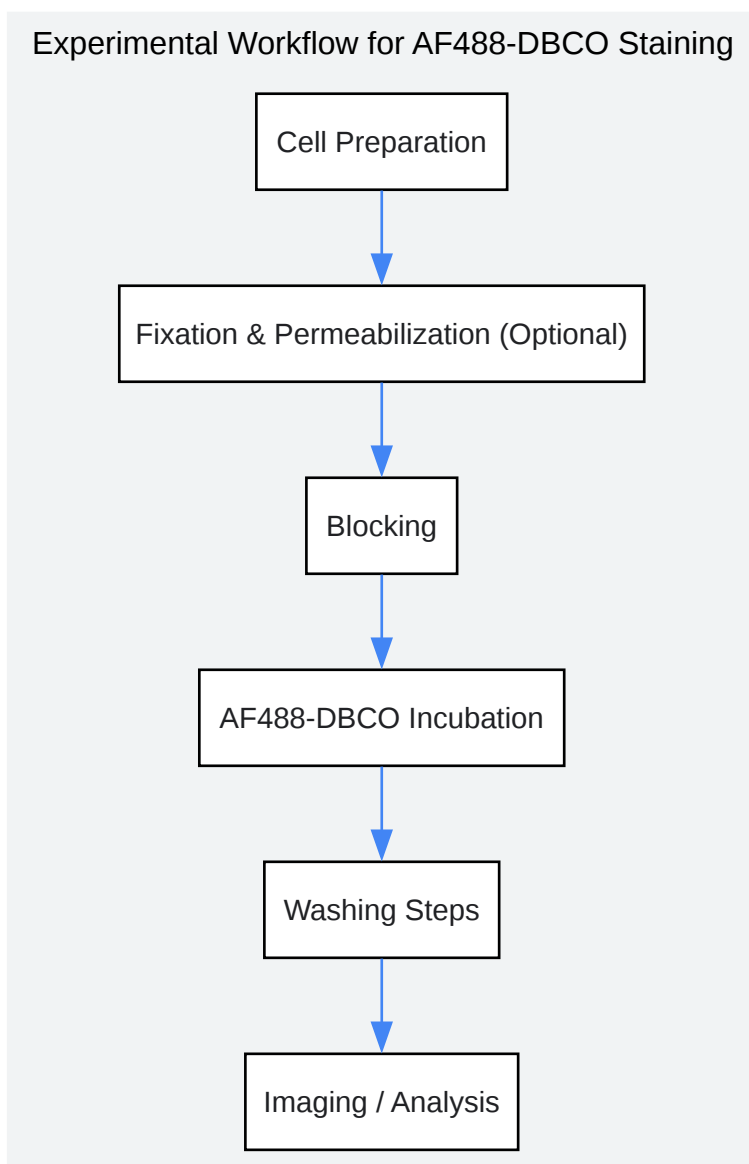 Experimental Workflow for AF488-DBCO Staining
Cell Preparation
Fixation & Permeabilization (Optional)
Blocking
AF488-DBCO Incubation
Washing Steps
Imaging / Analysis